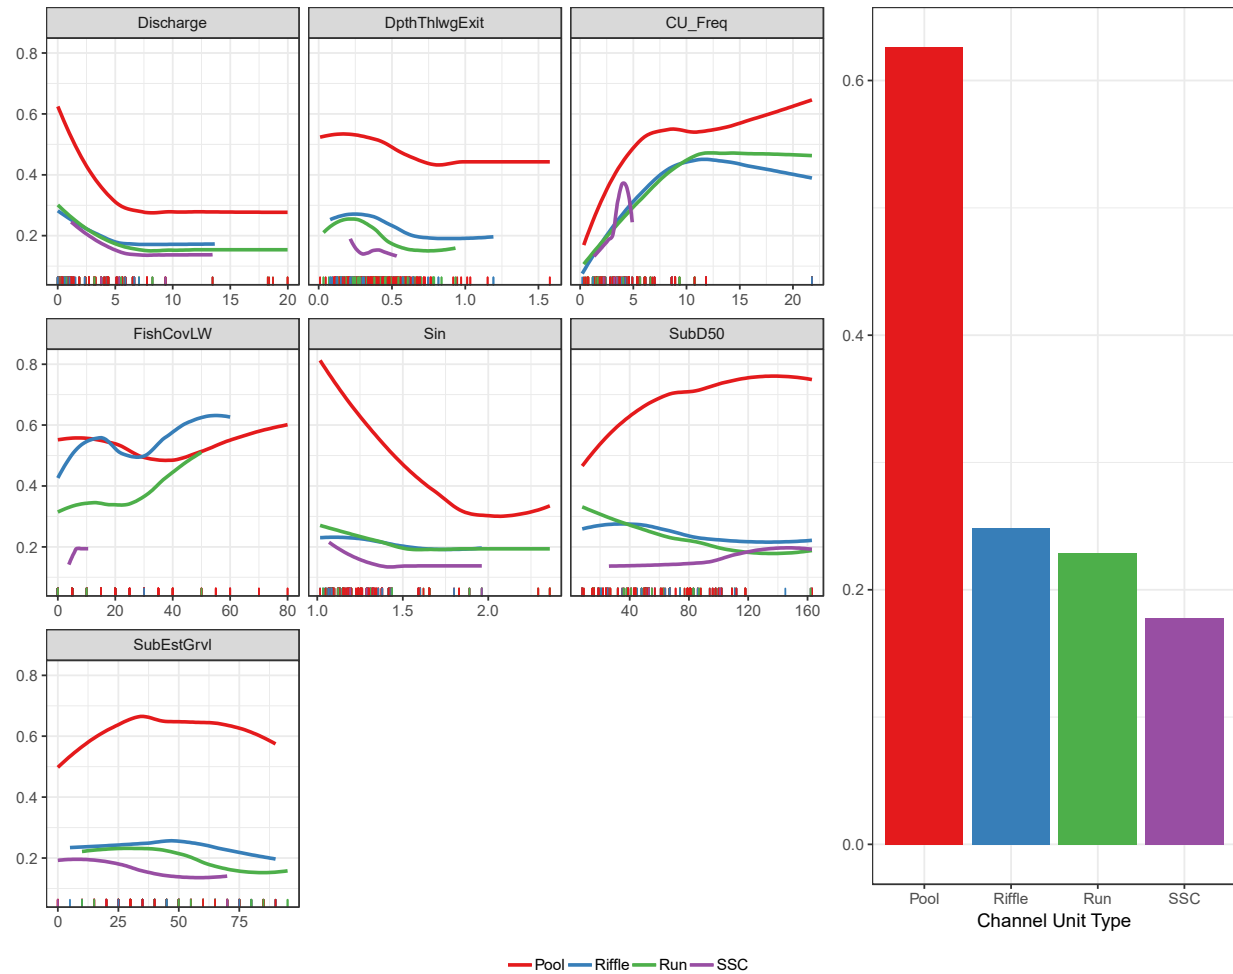 Discharge
DpthThlwgExit
CU_Freq
0.8
0.6
0.4
0.2
0 5 10 15 20
0.0 0.5 1.0 1.5
0 5 10 15 20
FishCovLW
Sin
SubD50
0.8
0.6
0.4
0.2
0 20 40 60 80
1.0 1.5 2.0
40 80 120 160
SubEstGrvl
0.8
0.6
0.4
0.2
0 25 50 75
0.6
0.4
0.2
0.0
Pool Riffle Run SSC
Channel Unit Type
Pool Riffle Run SSC